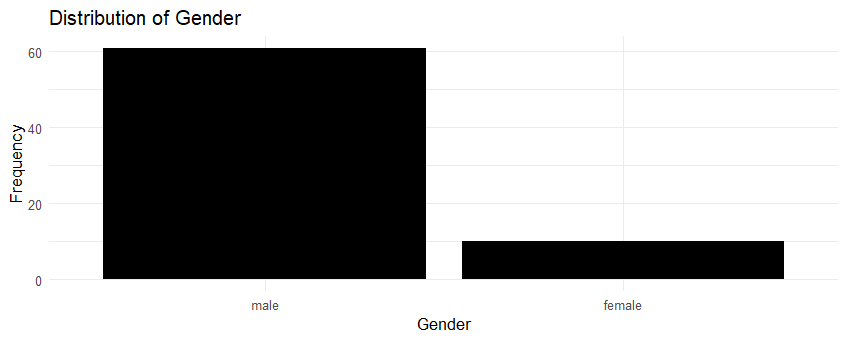 Distribution of Gender
60
40
20
0
Frequency
male
female
Gender